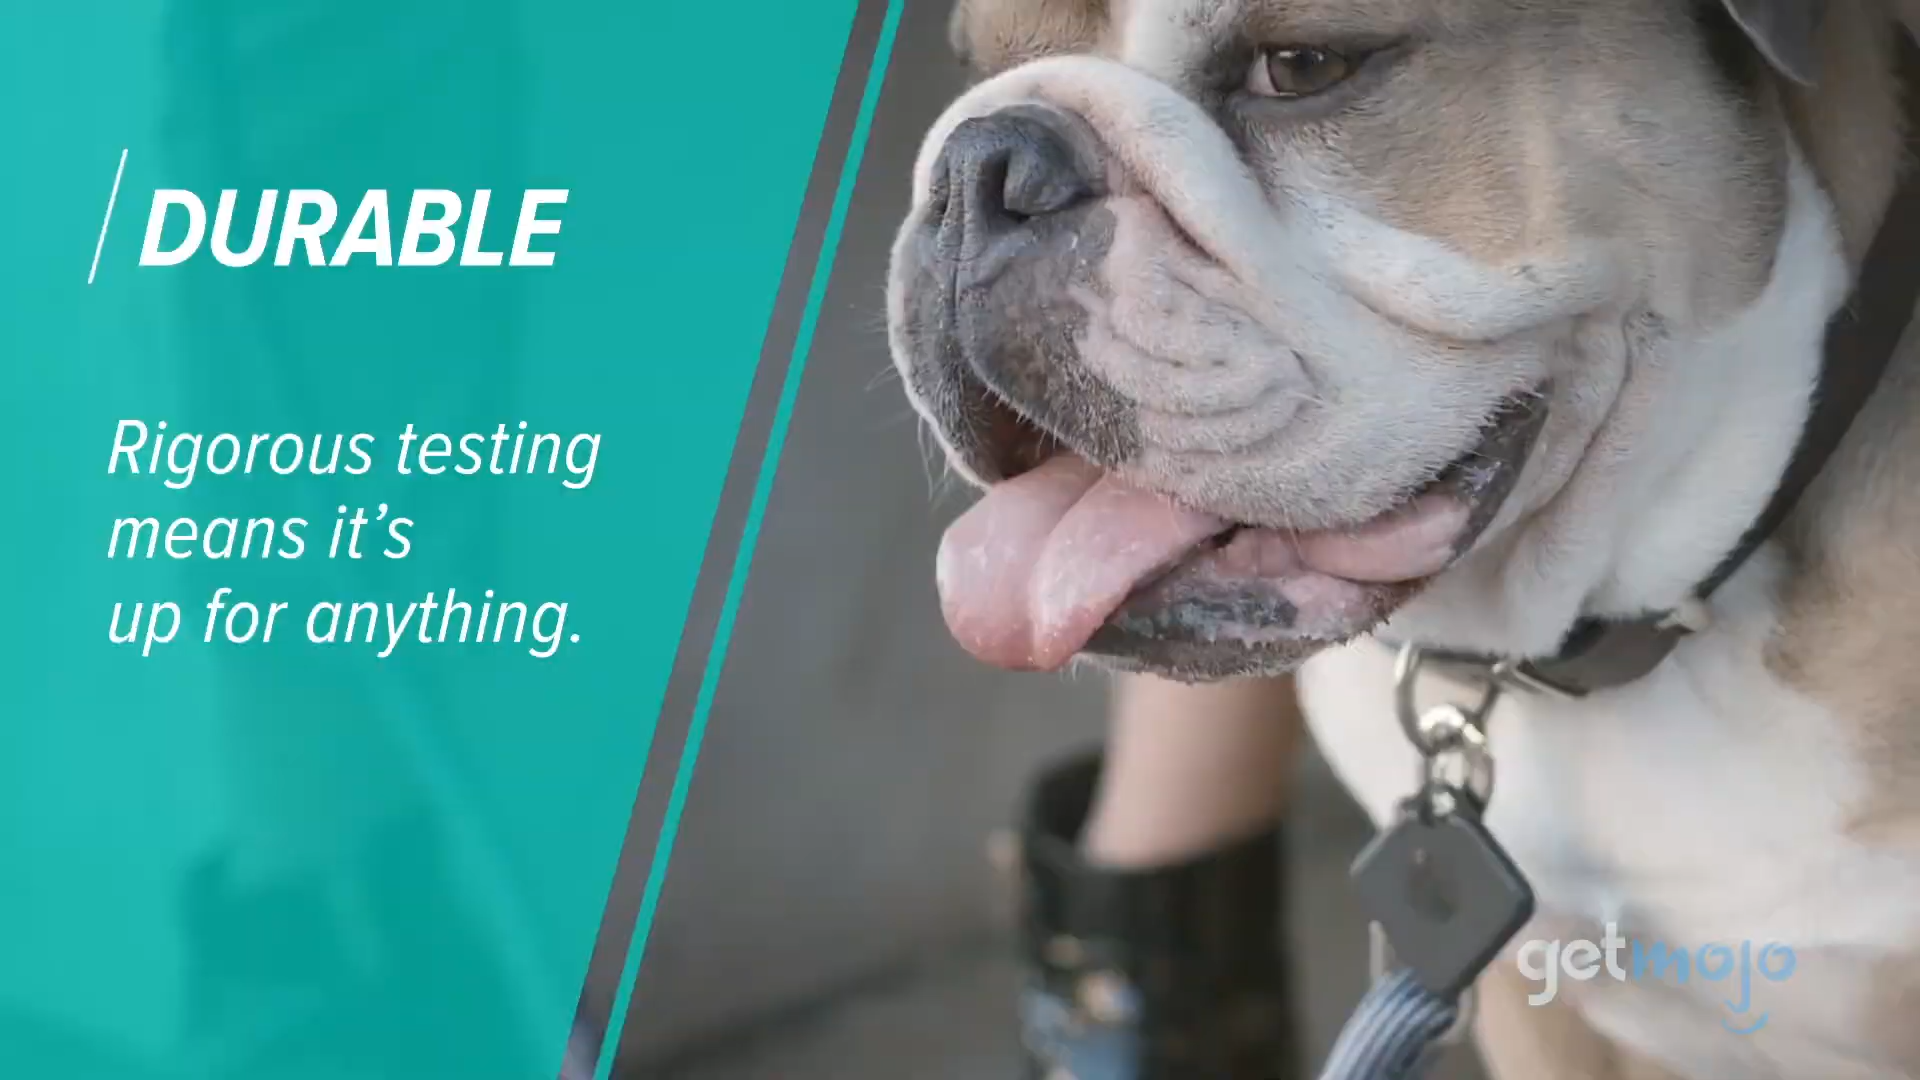 DURABLE
Rigorous testing
means it’s
up for anything.
getmojo